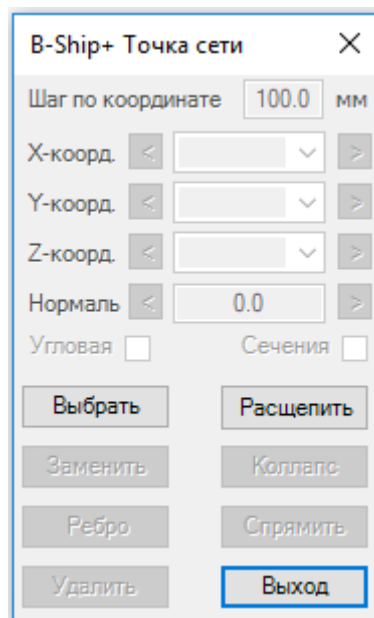 B-Ship+ Точка сети
Шаг по координате 100.0 мм
X-коорд. < >
Y-коорд. < >
Z-коорд. < >
Нормаль < 0.0 >
Угловая Сечения
Выбрать Расщепить
Заменить Коллапс
Ребро Спрямить
Удалить Выход